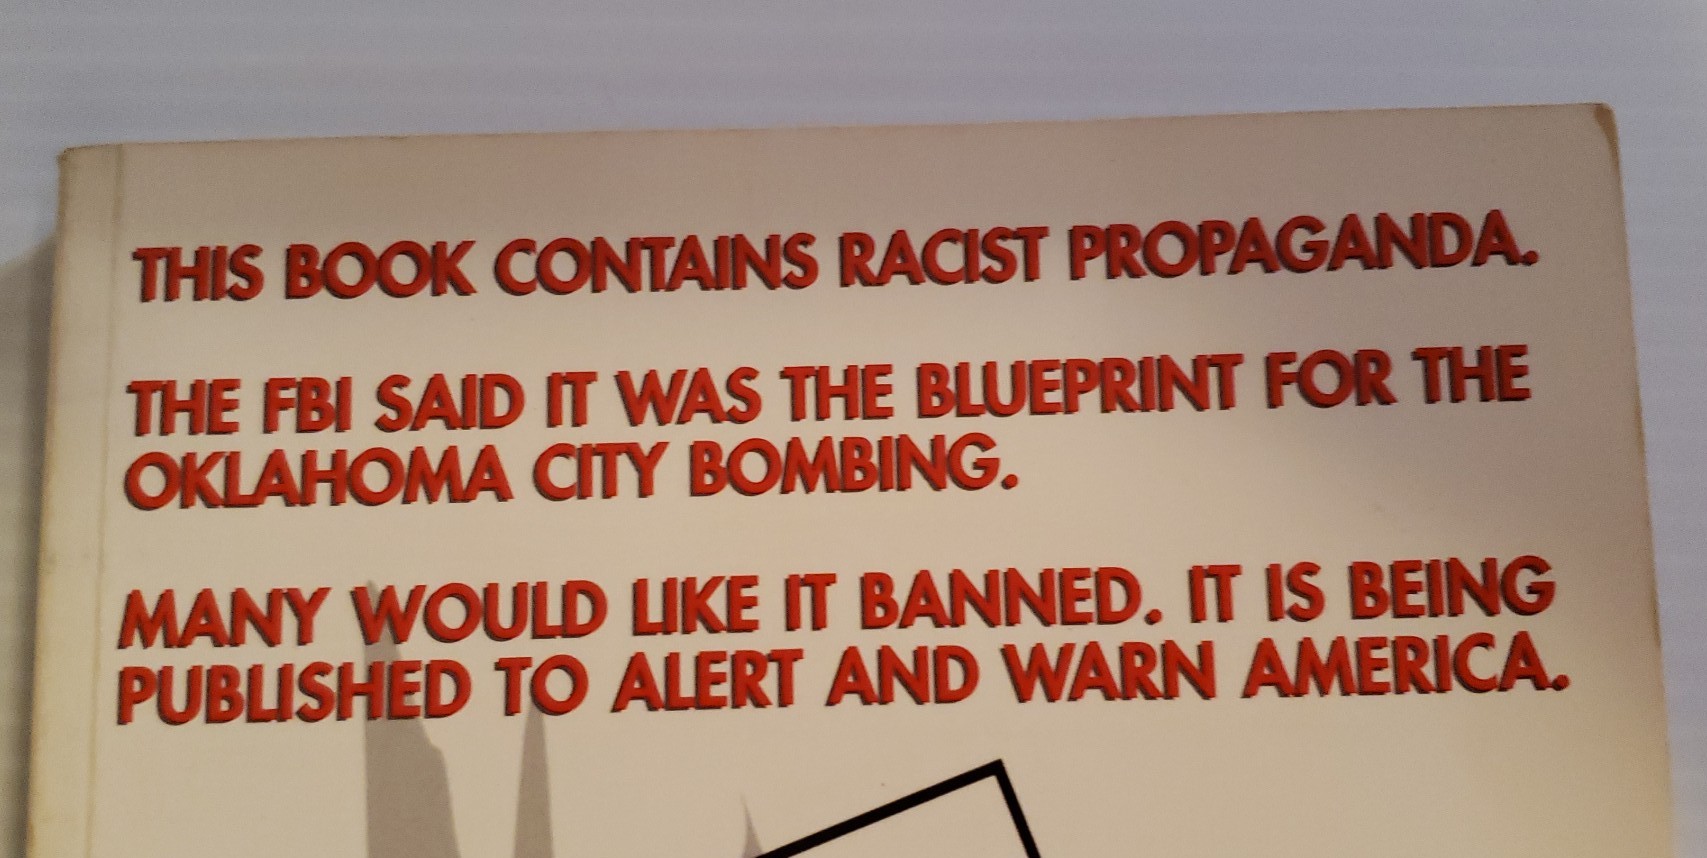 THIS BOOK CONTAINS RACIST PROPAGANDA.
THE FBI SAID IT WAS THE BLUEPRINT FOR THE
OKLAHOMA CITY BOMBING.
MANY WOULD LIKE IT BANNED. IT IS BEING
PUBLISHED TO ALERT AND WARN AMERICA.